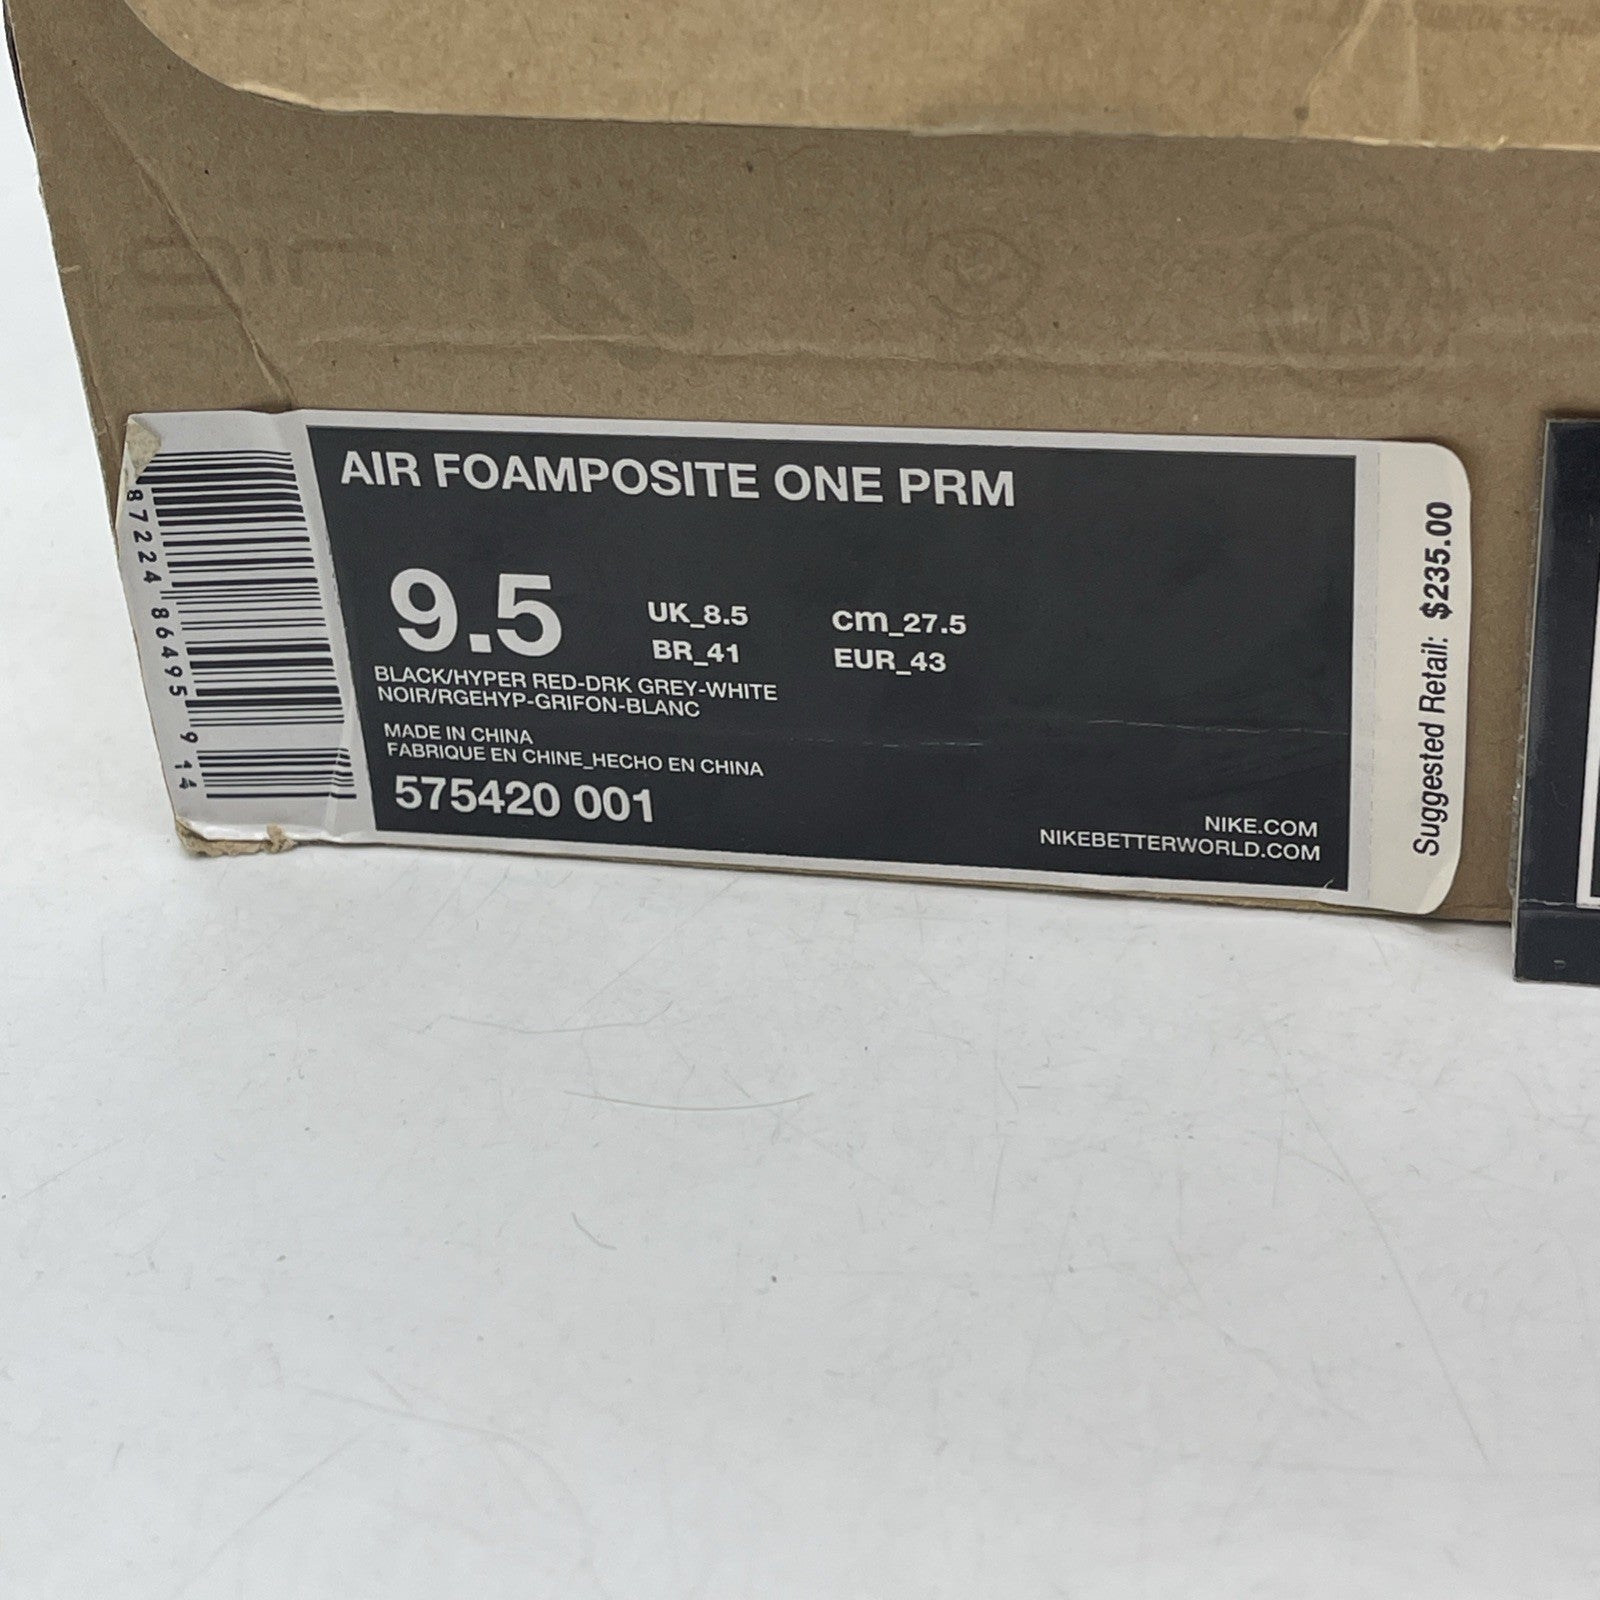 AIR FOAMPOSITE ONE PRM
9.5
UK_8.5
cm_27.5
BR_41
EUR_43
BLACK/HYPER RED-DRK GREY-WHITE
NOIR/RGEHYP-GRIFON-BLANC
MADE IN CHINA
FABRIQUE EN CHINE_HECHO EN CHINA
575420 001
NIKE.COM
NIKEBETTERWORLD.COM
Suggested Retail: $235.00
87224 86495 9 14
MAX